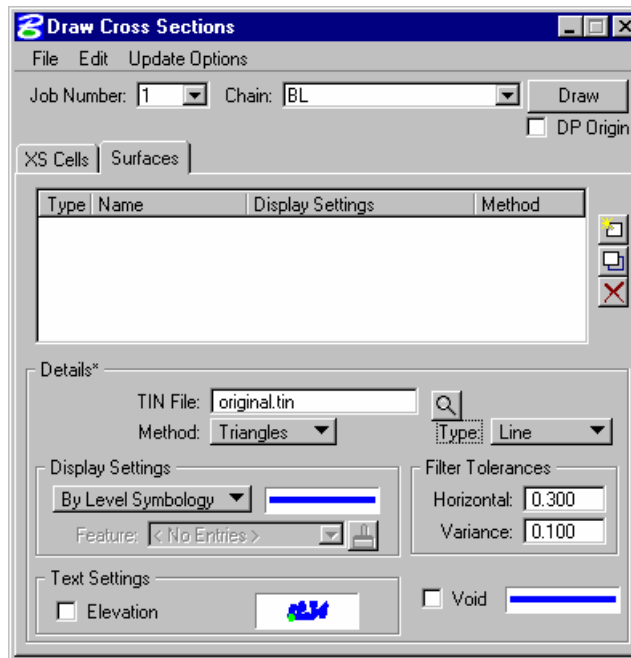 Draw Cross Sections
File Edit Update Options
Job Number: 1 Chain: BL Draw
DP Origin
XS Cells Surfaces
Type Name Display Settings Method
Details*
TIN File: original.tin
Method: Triangles Type: Line
Display Settings Filter Tolerances
By Level Symbology Horizontal: 0.300
Feature: < No Entries > Variance: 0.100
Text Settings
Elevation Void